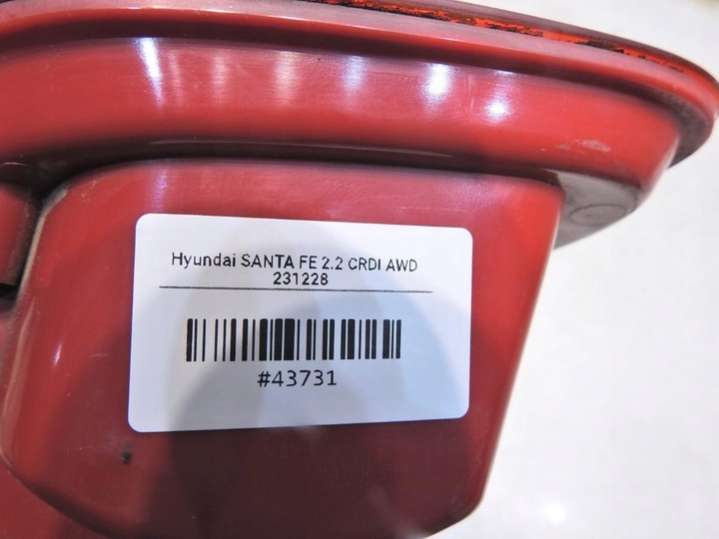 Hyundai SANTA FE 2.2 CRDI AWD
231228
#43731